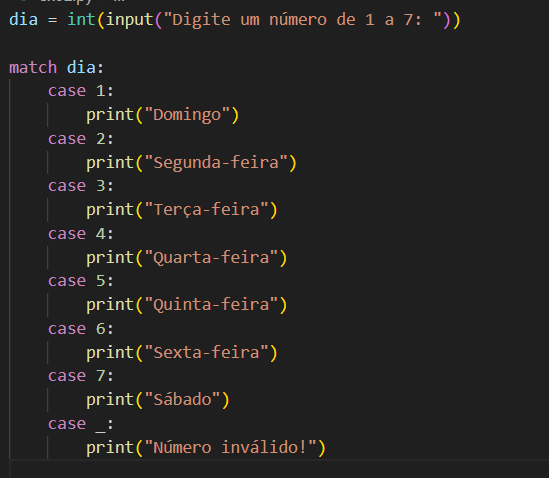 dia = int(input("Digite um número de 1 a 7: "))
match dia:
    case 1:
        print("Domingo")
    case 2:
        print("Segunda-feira")
    case 3:
        print("Terça-feira")
    case 4:
        print("Quarta-feira")
    case 5:
        print("Quinta-feira")
    case 6:
        print("Sexta-feira")
    case 7:
        print("Sábado")
    case _:
        print("Número inválido!")